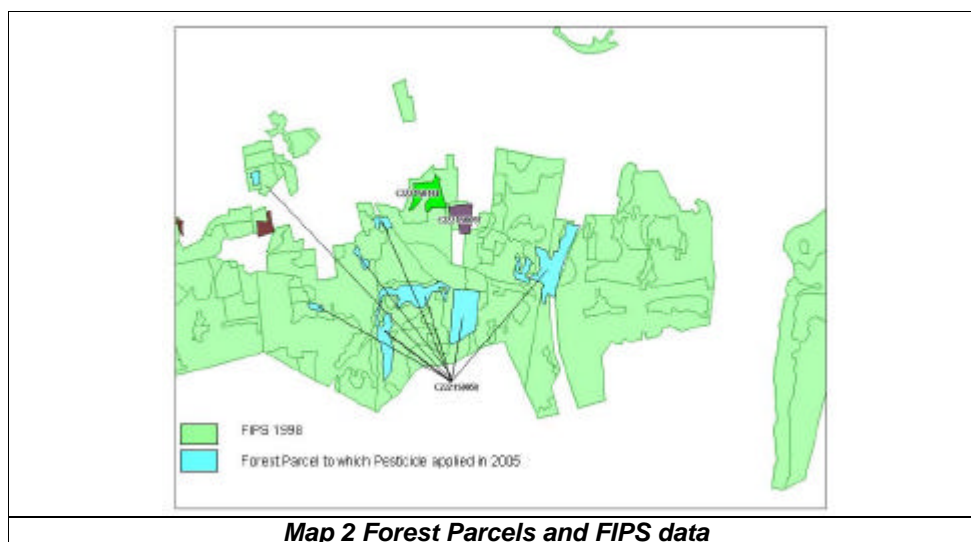 FIPS 1998
Forest Parcel to which Pesticide applied in 2005
Map 2 Forest Parcels and FIPS data